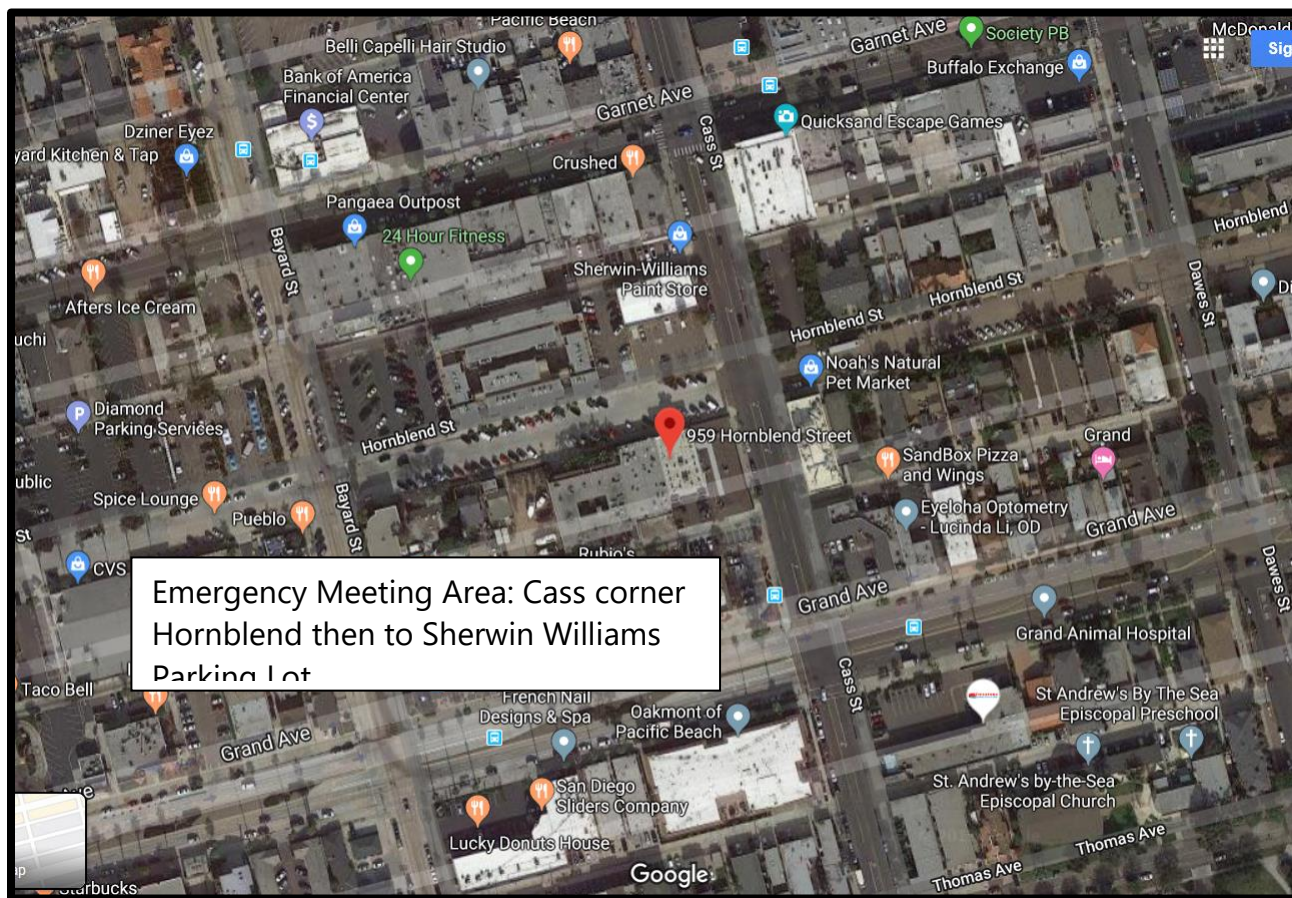 Pacific Beach
Belli Capelli Hair Studio
Garnet Ave
Society PB
McDonald
Sig
Bank of America
Financial Center
Buffalo Exchange
Garnet Ave
Dziner Eyez
yard Kitchen & Tap
Cass St
Quicksand Escape Games
Crushed
Pangaea Outpost
24 Hour Fitness
Bayard St
Hornblend
Sherwin-Williams
Paint Store
Hornblend St
Dawes St
Di
Afters Ice Cream
Hornblend St
uchi
Noah's Natural
Pet Market
P
Diamond
Parking Services
Hornblend St
959 Hornblend Street
Grand
SandBox Pizza
and Wings
ublic
Spice Lounge
Bayard St
Pueblo
Eyeloha Optometry
- Lucinda Li, OD
Grand Ave
St
Rubio's
CVS
Dawes St
Emergency Meeting Area: Cass corner
Hornblend then to Sherwin Williams
Parking Lot
Grand Ave
Grand Animal Hospital
Taco Bell
Cass St
French Nail
Designs & Spa
Oakmont of
Pacific Beach
St Andrew's By The Sea
Episcopal Preschool
Grand Ave
San Diego
Sliders Company
St. Andrew's by-the-Sea
Episcopal Church
Lucky Donuts House
Thomas Ave
ap
Google
Thomas Ave
Starbucks